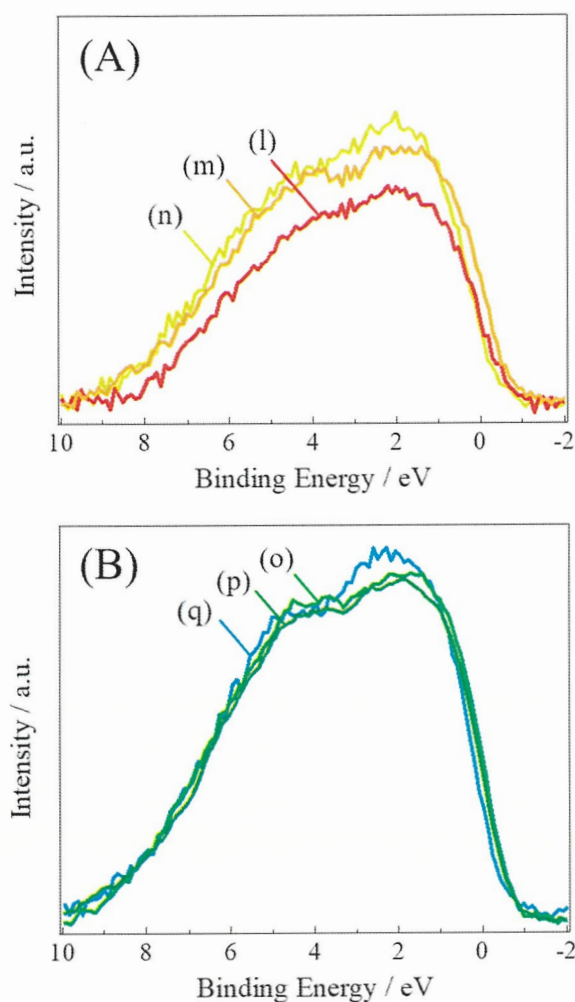 (A)
(l)
(m)
(n)
Intensity / a.u.
10 8 6 4 2 0 -2
Binding Energy / eV
(B)
(o)
(p)
(q)
Intensity / a.u.
10 8 6 4 2 0 -2
Binding Energy / eV